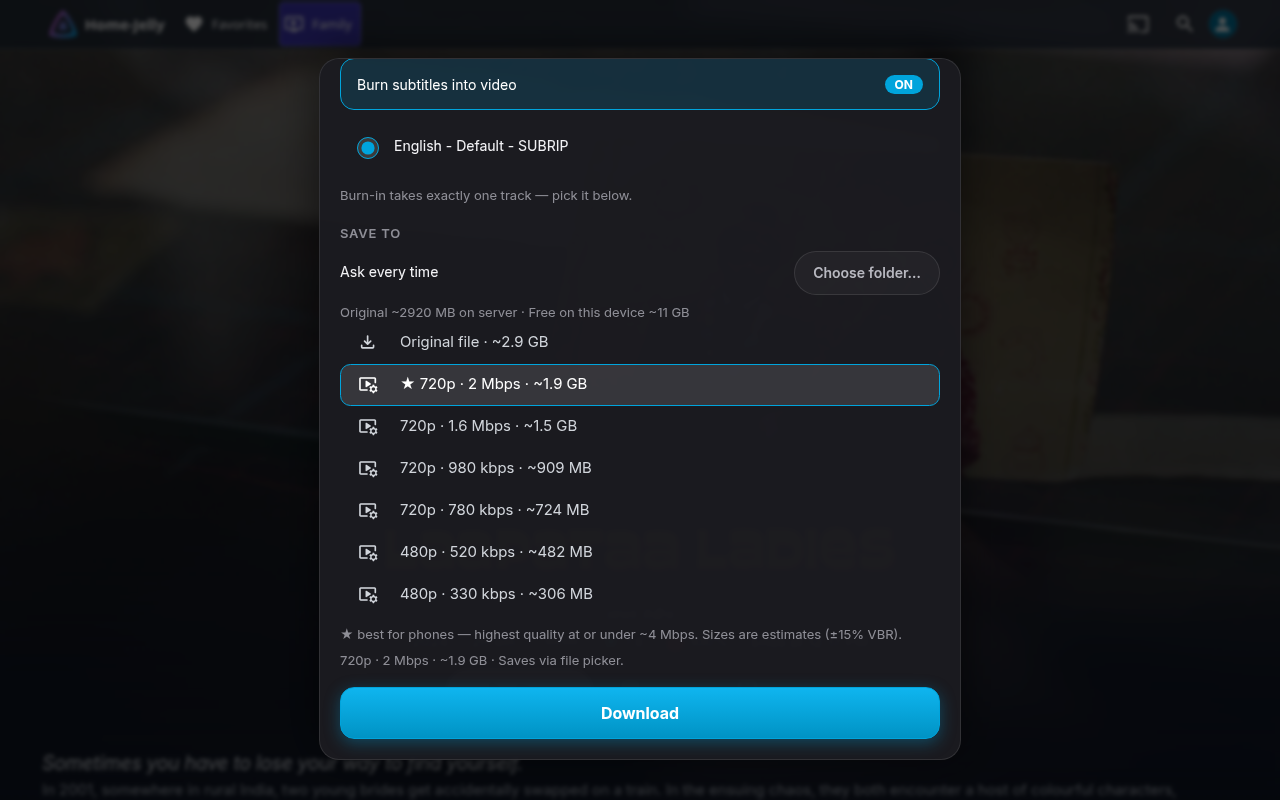 Home-Jelly
Favorites
Family
Burn subtitles into video
ON
English - Default - SUBRIP
Burn-in takes exactly one track — pick it below.
SAVE TO
Ask every time
Choose folder...
Original ~2920 MB on server · Free on this device ~11 GB
Original file · ~2.9 GB
★ 720p · 2 Mbps · ~1.9 GB
720p · 1.6 Mbps · ~1.5 GB
720p · 980 kbps · ~909 MB
720p · 780 kbps · ~724 MB
480p · 520 kbps · ~482 MB
480p · 330 kbps · ~306 MB
★ best for phones — highest quality at or under ~4 Mbps. Sizes are estimates (±15% VBR).
720p · 2 Mbps · ~1.9 GB · Saves via file picker.
Download
Sometimes you have to lose your way to find yourself.
In 2001, somewhere in rural India, two young brides get accidentally swapped on a train. In the ensuing chaos, they both encounter a host of colourful characters,